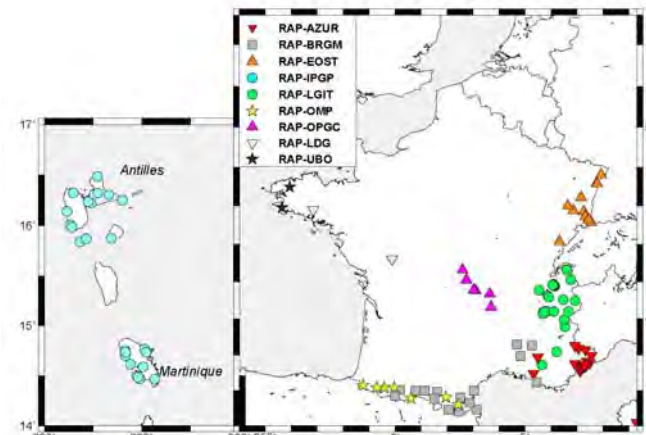 RAP-AZUR
RAP-BRGM
RAP-EOST
RAP-IPGP
RAP-LGIT
RAP-OMP
RAP-OPGC
RAP-LDG
RAP-UBO
17°
Antilles
16°
15°
Martinique
14°